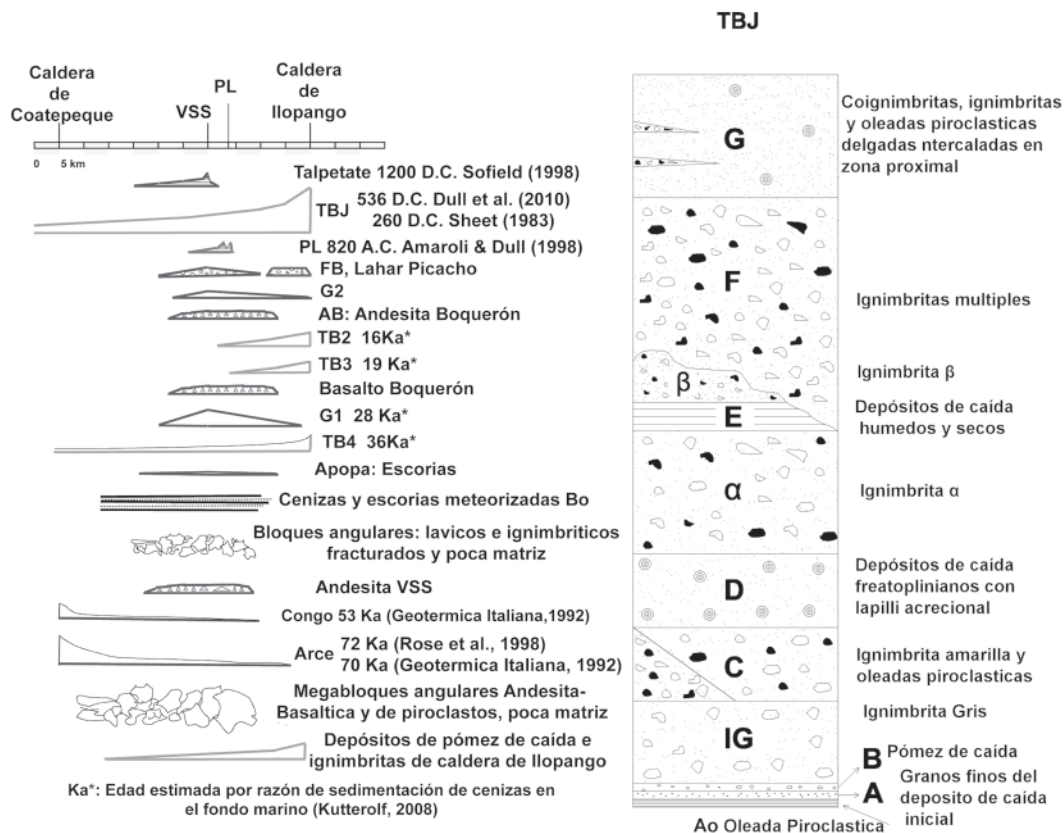 TBJ
Caldera
de
Coatepeque
PL
VSS
Caldera
de
Ilopango
0 5 km
Talpetate 1200 D.C. Sofield (1998)
TBJ
536 D.C. Dull et al. (2010)
260 D.C. Sheet (1983)
PL 820 A.C. Amaroli & Dull (1998)
FB, Lahar Picacho
G2
AB: Andesita Boquerón
TB2 16Ka*
TB3 19 Ka*
Basalto Boquerón
G1 28 Ka*
TB4 36Ka*
Apopa: Escorias
Cenizas y escorias meteorizadas Bo
Bloques angulares: lavicos e ignimbriticos
fracturados y poca matriz
Andesita VSS
Congo 53 Ka (Geotermica Italiana,1992)
Arce
72 Ka (Rose et al., 1998)
70 Ka (Geotermica Italiana, 1992)
Megabloques angulares Andesita-
Basaltica y de piroclastos, poca matriz
Depósitos de pómez de caída e
ignimbritas de caldera de Ilopango
Ka*: Edad estimada por razón de sedimentación de cenizas en
el fondo marino (Kutterolf, 2008)
G
Coignimbritas, ignimbritas
y oleadas piroclasticas
delgadas ntercaladas en
zona proximal
F
Ignimbritas multiples
β
Ignimbrita β
E
Depósitos de caída
humedos y secos
α
Ignimbrita α
D
Depósitos de caída
freatoplinianos con
lapilli acrecional
C
Ignimbrita amarilla y
oleadas piroclasticas
IG
Ignimbrita Gris
B Pómez de caída
A Granos finos del
deposito de caída
inicial
Ao Oleada Piroclastica